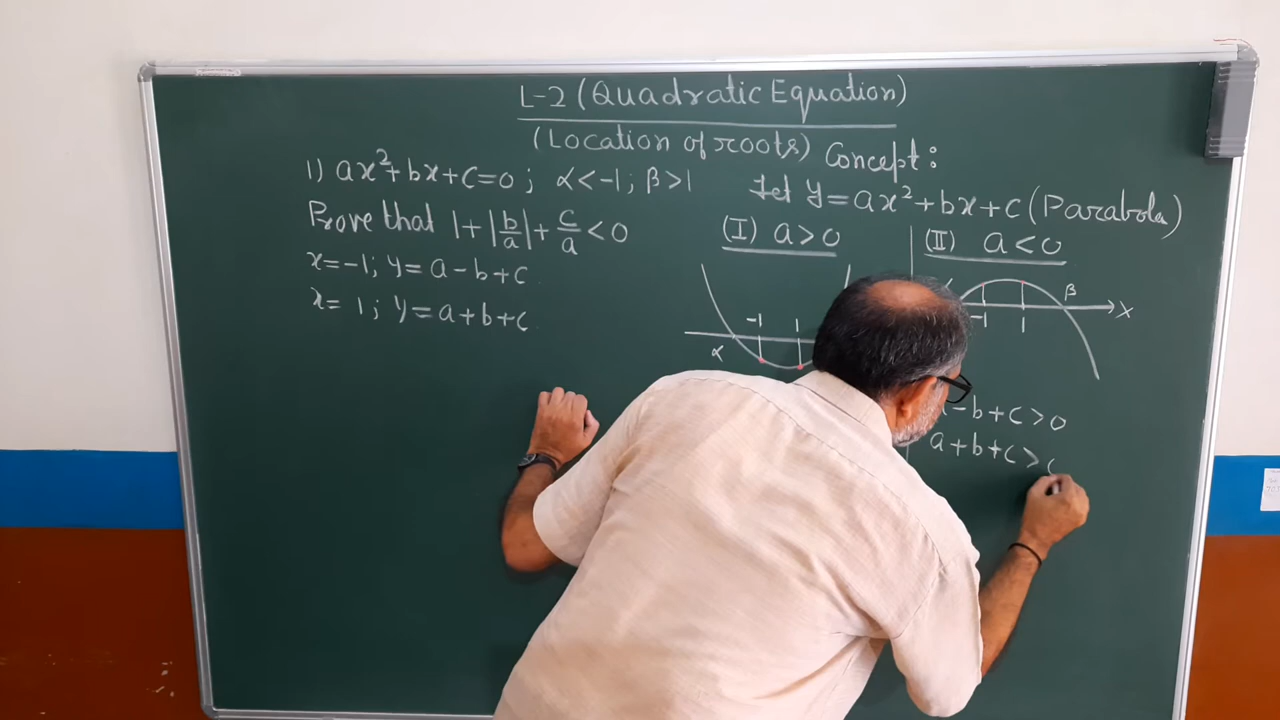 L-2 (Quadratic Equation)
(Location of roots)
1) ax²+bx+c=0 ; α<-1 ; β>1
Prove that 1+|b/a|+c/a<0
x=-1; y=a-b+c
x= 1; y=a+b+c
Concept:
Let y=ax²+bx+c (Parabola)
(I) a>0
-1 1
α
(II) a<0
β
X
-1 1
-b+c>0
a+b+c>